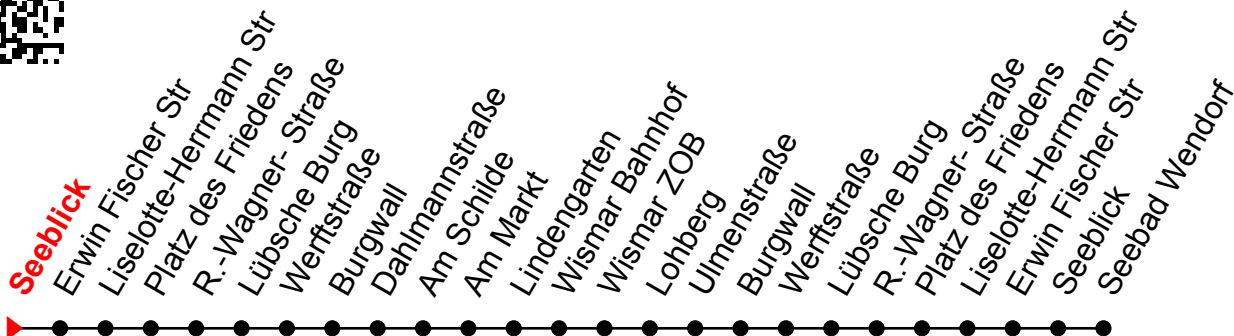 Seeblick
Erwin Fischer Str
Liselotte-Herrmann Str
Platz des Friedens
R.-Wagner- Straße
Lübsche Burg
Werftstraße
Burgwall
Dahlmannstraße
Am Schilde
Am Markt
Lindengarten
Wismar Bahnhof
Wismar ZOB
Lohberg
Ulmenstraße
Burgwall
Werftstraße
Lübsche Burg
R.-Wagner- Straße
Platz des Friedens
Liselotte-Herrmann Str
Erwin Fischer Str
Seeblick
Seebad Wendorf